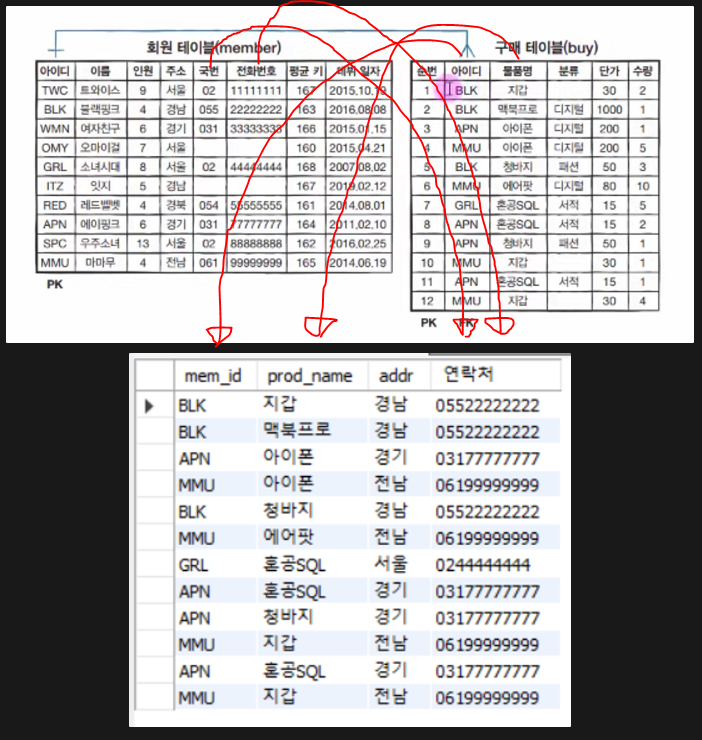 회원 테이블(member)
아이디 이름 인원 주소 국번 전화번호 평균 키 데뷔 일자
TWC 트와이스 9 서울 02 11111111 167 2015.10.19
BLK 블랙핑크 4 경남 055 22222222 163 2016.08.08
WMN 여자친구 6 경기 031 33333333 166 2015.01.15
OMY 오마이걸 7 서울 160 2015.04.21
GRL 소녀시대 8 서울 02 44444444 168 2007.08.02
ITZ 잇지 5 경남 167 2019.02.12
RED 레드벨벳 4 경북 054 55555555 161 2014.08.01
APN 에이핑크 6 경기 031 77777777 164 2011.02.10
SPC 우주소녀 13 서울 02 88888888 162 2016.02.25
MMU 마마무 4 전남 061 99999999 165 2014.06.19
PK
구매 테이블(buy)
순번 아이디 물품명 분류 단가 수량
1 BLK 지갑 30 2
2 BLK 맥북프로 디지털 1000 1
3 APN 아이폰 디지털 200 1
4 MMU 아이폰 디지털 200 5
5 BLK 청바지 패션 50 3
6 MMU 에어팟 디지털 80 10
7 GRL 혼공SQL 서적 15 5
8 APN 혼공SQL 서적 15 2
9 APN 청바지 패션 50 1
10 MMU 지갑 30 1
11 APN 혼공SQL 서적 15 1
12 MMU 지갑 30 4
PK FK
mem_id prod_name addr 연락처
BLK 지갑 경남 05522222222
BLK 맥북프로 경남 05522222222
APN 아이폰 경기 03177777777
MMU 아이폰 전남 06199999999
BLK 청바지 경남 05522222222
MMU 에어팟 전남 06199999999
GRL 혼공SQL 서울 0244444444
APN 혼공SQL 경기 03177777777
APN 청바지 경기 03177777777
MMU 지갑 전남 06199999999
APN 혼공SQL 경기 03177777777
MMU 지갑 전남 06199999999